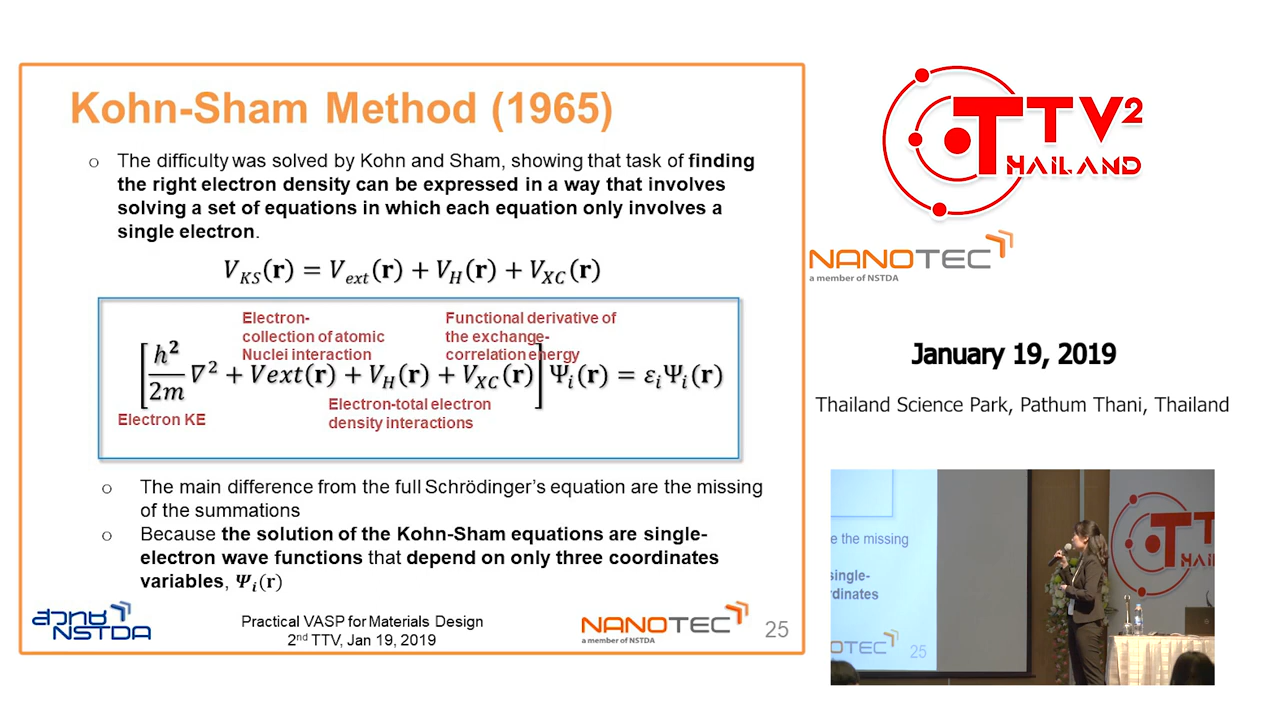 Kohn-Sham Method (1965)
o The difficulty was solved by Kohn and Sham, showing that task of finding
the right electron density can be expressed in a way that involves
solving a set of equations in which each equation only involves a
single electron.
V_KS(r) = V_ext(r) + V_H(r) + V_XC(r)
Electron-
collection of atomic
Nuclei interaction
Functional derivative of
the exchange-
correlation energy
[h²/2m ∇² + Vext(r) + V_H(r) + V_XC(r)] Ψ_i(r) = ε_iΨ_i(r)
Electron KE
Electron-total electron
density interactions
o The main difference from the full Schrödinger's equation are the missing
of the summations
o Because the solution of the Kohn-Sham equations are single-
electron wave functions that depend on only three coordinates
variables, Ψ_i(r)
สวทช
NSTDA
Practical VASP for Materials Design
2nd TTV, Jan 19, 2019
NANOTEC
a member of NSTDA
25
TTV2
THAILAND
NANOTEC
a member of NSTDA
January 19, 2019
Thailand Science Park, Pathum Thani, Thailand
e the missing
single-
rdinates
OTEC
25
T
HAI